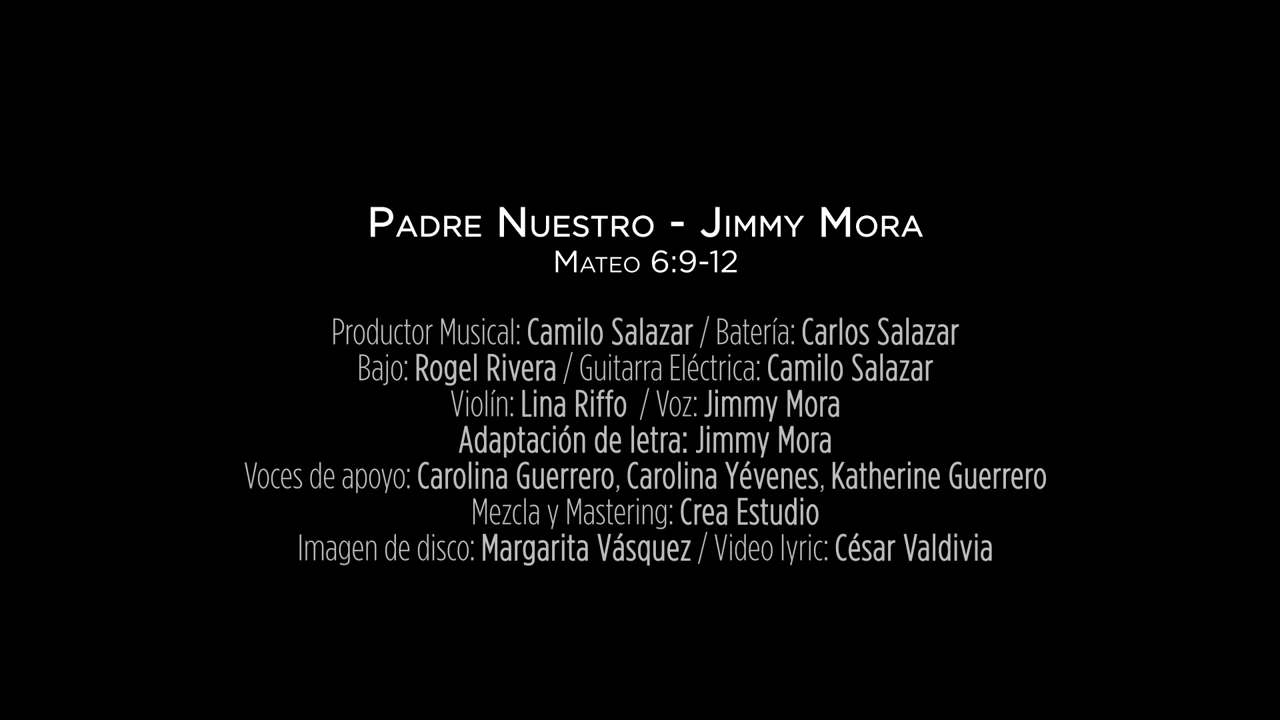 Padre Nuestro - Jimmy Mora
Mateo 6:9-12
Productor Musical: Camilo Salazar / Batería: Carlos Salazar
Bajo: Rogel Rivera / Guitarra Eléctrica: Camilo Salazar
Violín: Lina Riffo / Voz: Jimmy Mora
Adaptación de letra: Jimmy Mora
Voces de apoyo: Carolina Guerrero, Carolina Yévenes, Katherine Guerrero
Mezcla y Mastering: Crea Estudio
Imagen de disco: Margarita Vásquez / Video lyric: César Valdivia